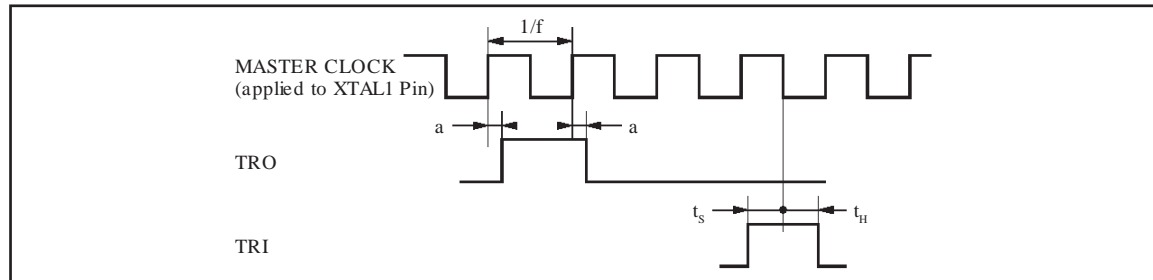 1/f
MASTER CLOCK
(applied to XTAL1 Pin)
a
a
TRO
tS
tH
TRI